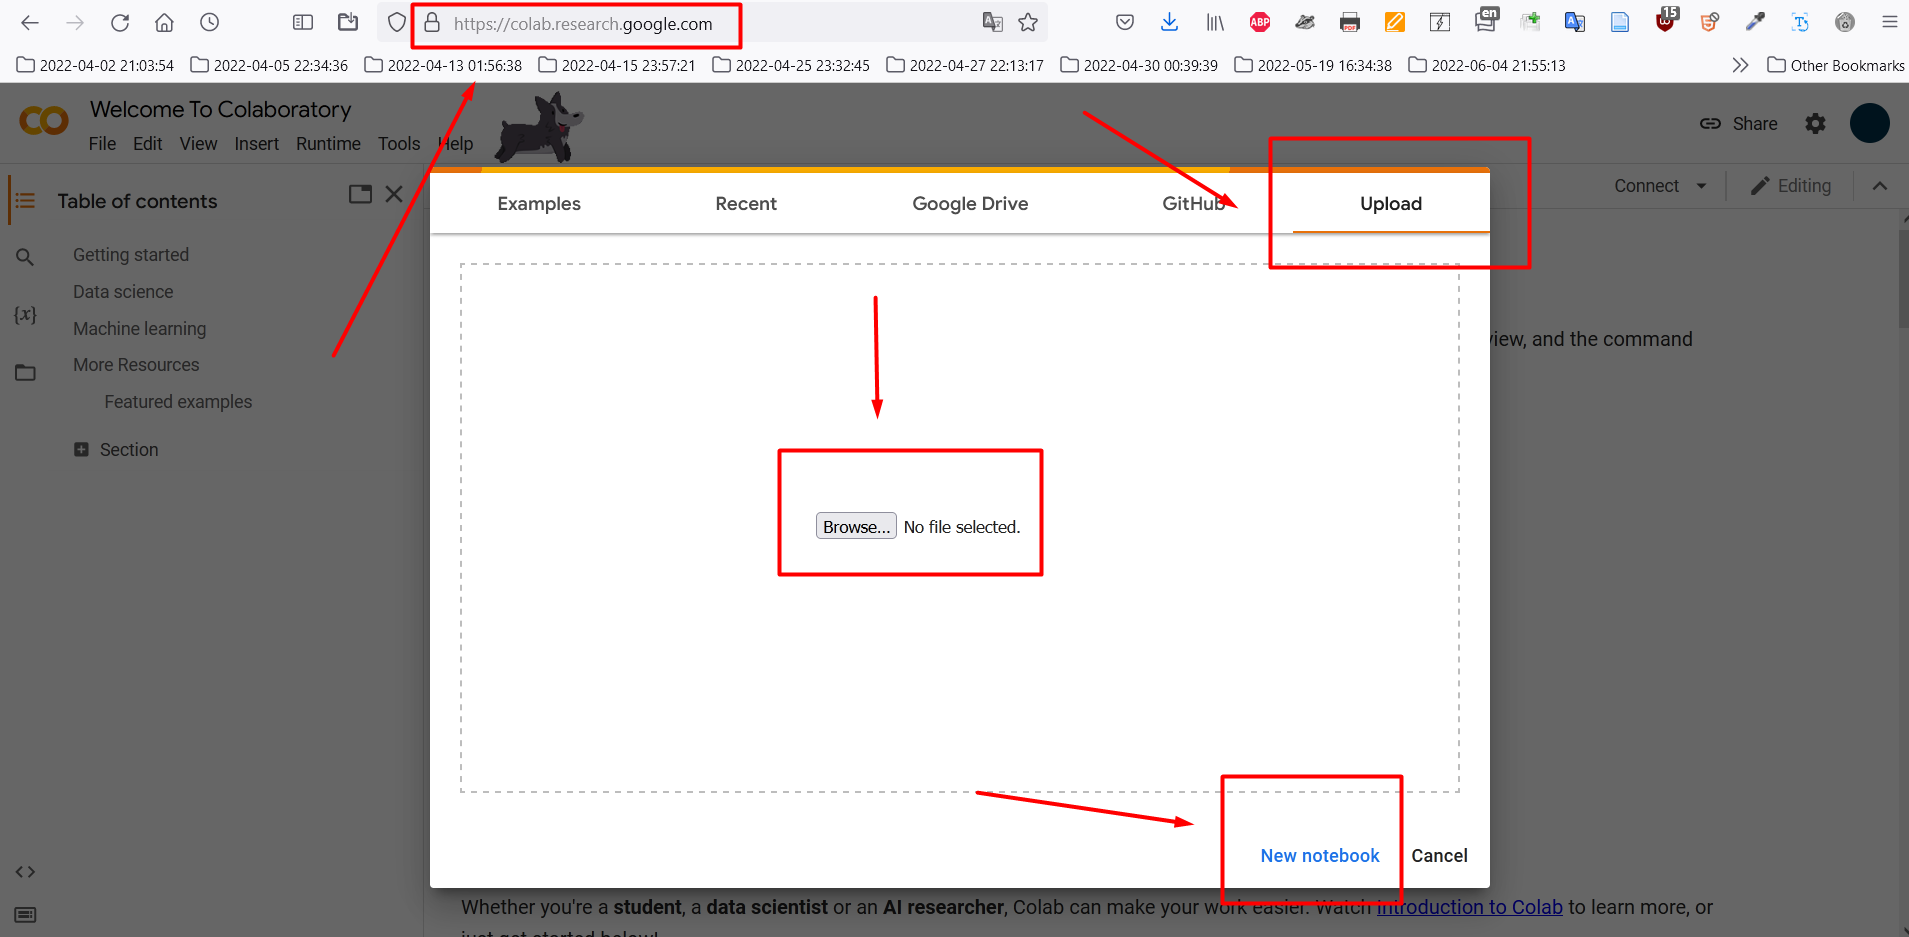 https://colab.research.google.com
ABP
PDF
en
15
2022-04-02 21:03:54 2022-04-05 22:34:36 2022-04-13 01:56:38 2022-04-15 23:57:21 2022-04-25 23:32:45 2022-04-27 22:13:17 2022-04-30 00:39:39 2022-05-19 16:34:38 2022-06-04 21:55:13 Other Bookmarks
Welcome To Colaboratory
File Edit View Insert Runtime Tools Help
Share
Table of contents
Connect Editing
Examples Recent Google Drive GitHub Upload
Getting started
Data science
{x}
Machine learning
More Resources
Featured examples
Section
view, and the command
Browse... No file selected.
New notebook Cancel
Whether you're a student, a data scientist or an AI researcher, Colab can make your work easier. Watch Introduction to Colab to learn more, or
just get started below!